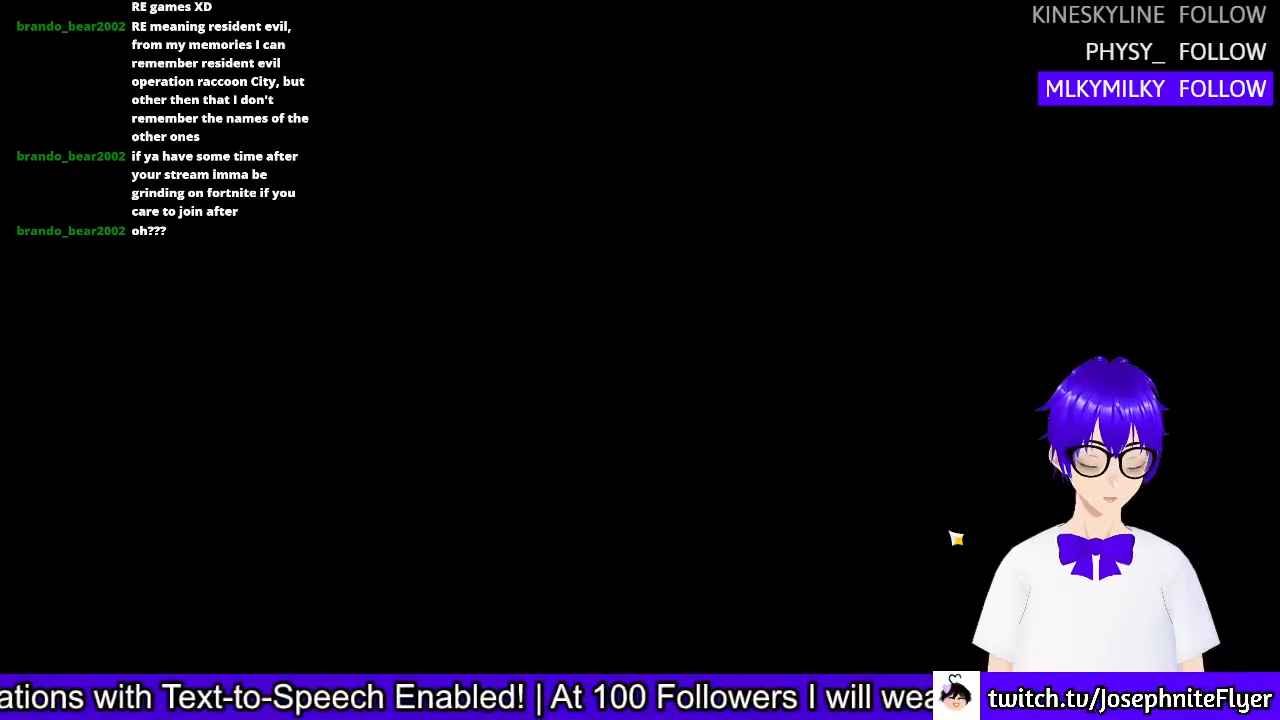 RE games XD
brando_bear2002 RE meaning resident evil,
from my memories I can
remember resident evil
operation raccoon City, but
other then that I don't
remember the names of the
other ones
brando_bear2002 if ya have some time after
your stream imma be
grinding on fortnite if you
care to join after
brando_bear2002 oh???
KINESKYLINE FOLLOW
PHYSY_ FOLLOW
MLKYMILKY FOLLOW
ations with Text-to-Speech Enabled! | At 100 Followers I will wea
twitch.tv/JosephniteFlyer